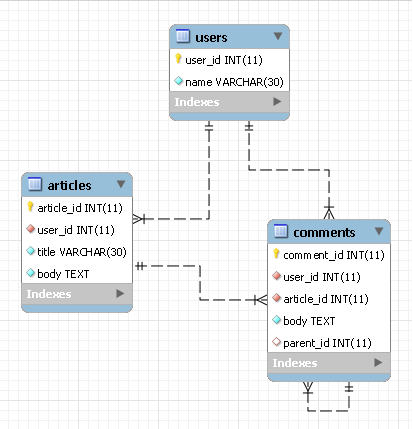 users
user_id INT(11)
name VARCHAR(30)
Indexes
articles
article_id INT(11)
user_id INT(11)
title VARCHAR(30)
body TEXT
Indexes
comments
comment_id INT(11)
user_id INT(11)
article_id INT(11)
body TEXT
parent_id INT(11)
Indexes